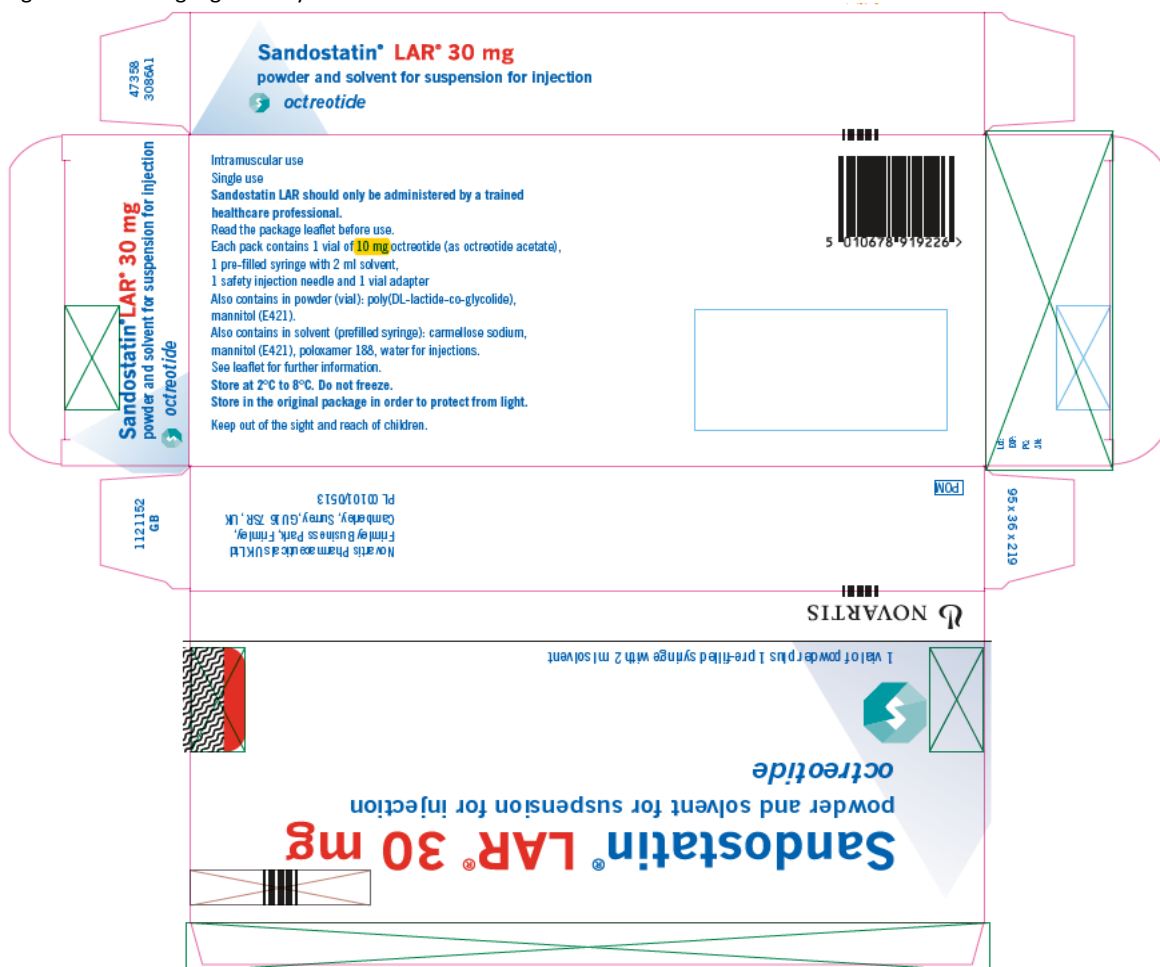 Sandostatin® LAR® 30 mg
powder and solvent for suspension for injection
octreotide
47358
3086A1
Sandostatin® LAR® 30 mg
powder and solvent for suspension for injection
octreotide
Intramuscular use
Single use
Sandostatin LAR should only be administered by a trained
healthcare professional.
Read the package leaflet before use.
Each pack contains 1 vial of 10 mg octreotide (as octreotide acetate),
1 pre-filled syringe with 2 ml solvent,
1 safety injection needle and 1 vial adapter
Also contains in powder (vial): poly(DL-lactide-co-glycolide),
mannitol (E421).
Also contains in solvent (prefilled syringe): carmellose sodium,
mannitol (E421), poloxamer 188, water for injections.
See leaflet for further information.
Store at 2°C to 8°C. Do not freeze.
Store in the original package in order to protect from light.
Keep out of the sight and reach of children.
5 010678 919226 >
EXP:
PC:
SN:
1121152
GB
Novartis Pharmaceuticals UK Ltd
Frimley Business Park, Frimley,
Camberley, Surrey, GU16 7SR, UK
PL 00101/0513
POM
95 x 36 x 219
NOVARTIS
Sandostatin® LAR® 30 mg
powder and solvent for suspension for injection
octreotide
1 vial of powder plus 1 pre-filled syringe with 2 ml solvent